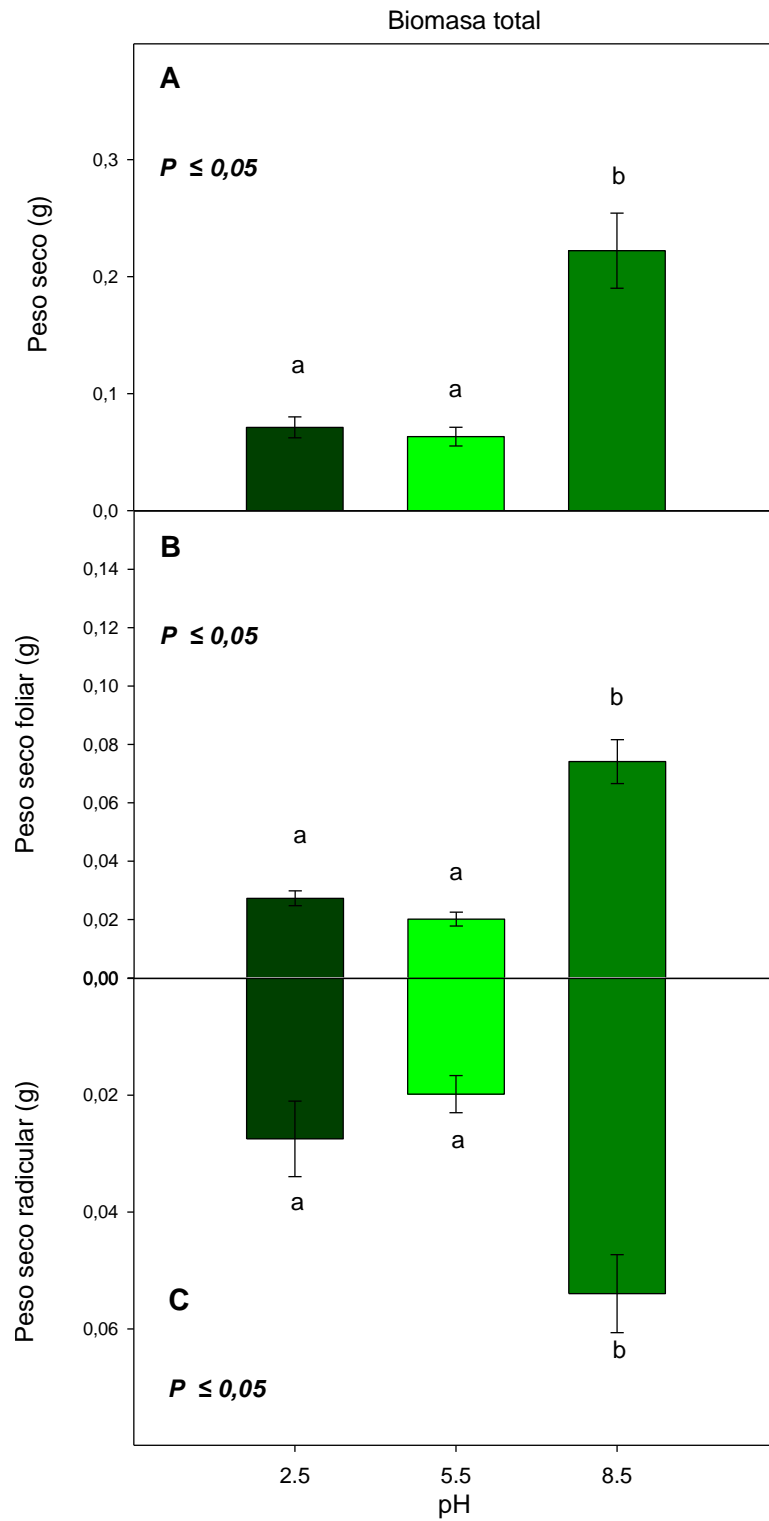 Biomasa total
A
P ≤ 0,05
Peso seco (g)
0,3
0,2
0,1
0,0
a
a
b
B
P ≤ 0,05
Peso seco foliar (g)
0,14
0,12
0,10
0,08
0,06
0,04
0,02
0,00
a
a
b
Peso seco radicular (g)
0,02
0,04
0,06
a
a
b
C
P ≤ 0,05
2.5 5.5 8.5
pH